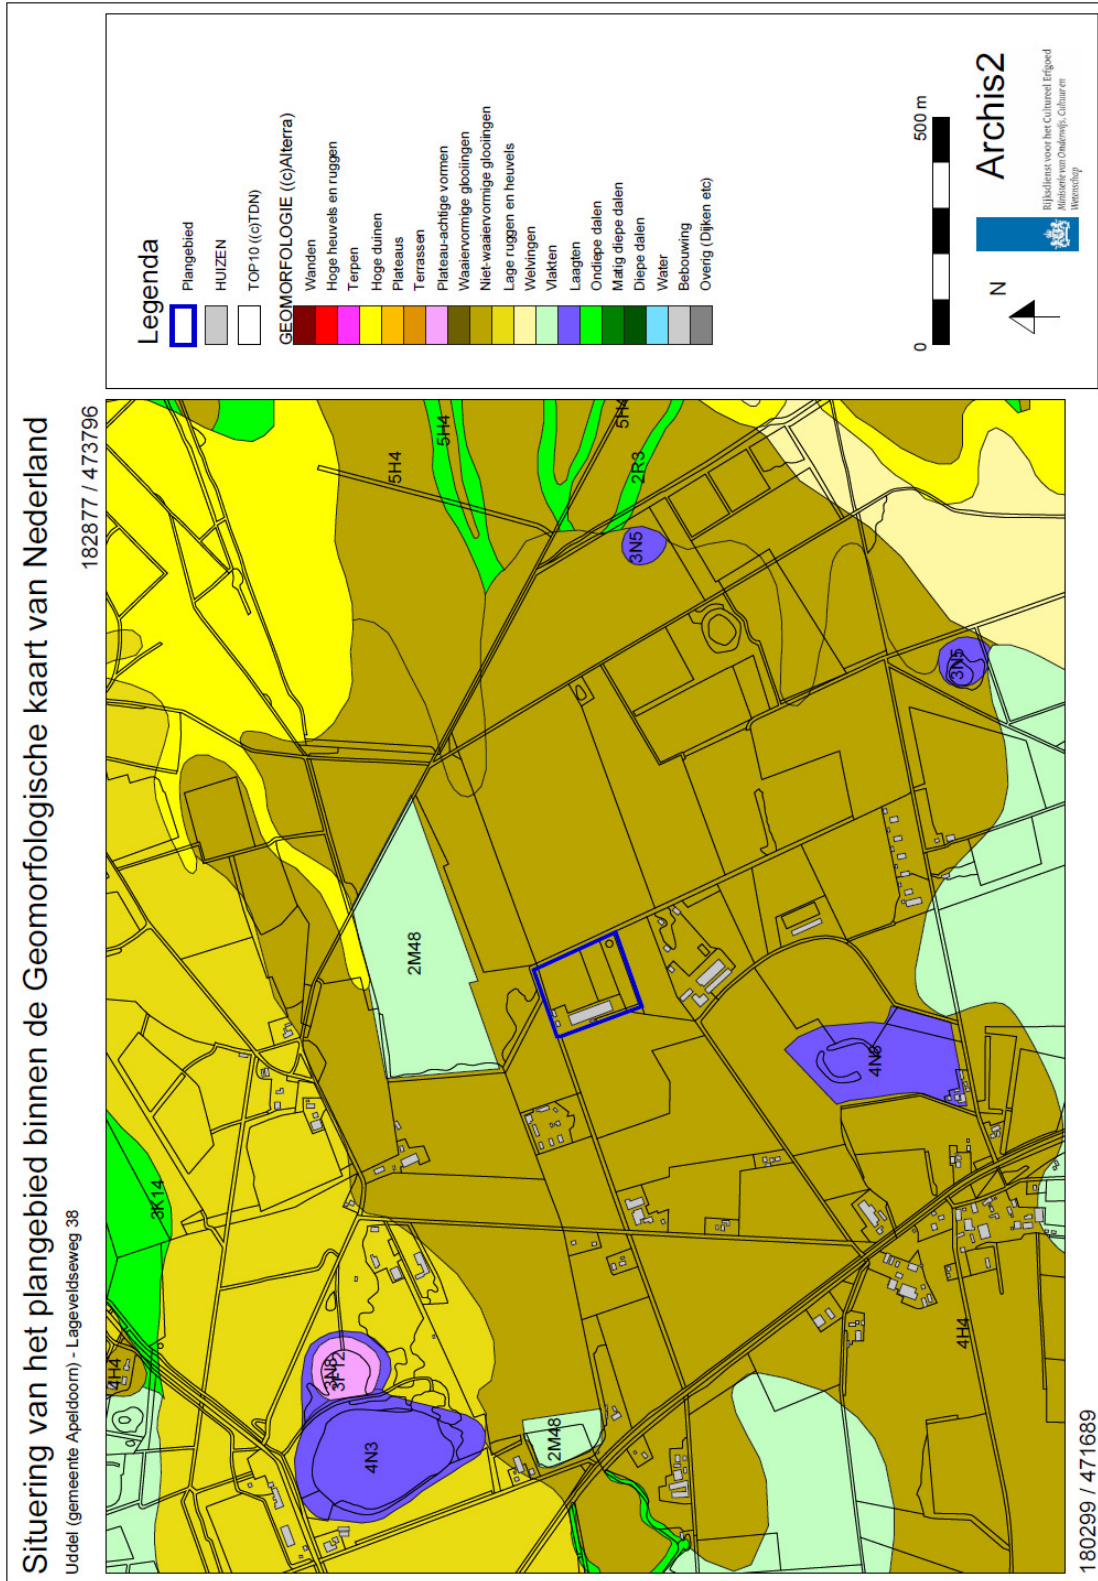 Situering van het plangebied binnen de Geomorfologische kaart van Nederland
Uddel (gemeente Apeldoorn) - Lageveldseweg 38
182877 / 473796
4H4
3K14
3N8
3F12
4N3
2M48
2M48
5H4
5H4
5H4
2R3
3N5
3N5
4N8
4H4
180299 / 471689
Legenda
Plangebied
HUIZEN
TOP10 ((c)TDN)
GEOMORFOLOGIE ((c)Alterra)
Wanden
Hoge heuvels en ruggen
Terpen
Hoge duinen
Plateaus
Terrassen
Plateau-achtige vormen
Waaiervormige glooiingen
Niet-waaiervormige glooiingen
Lage ruggen en heuvels
Welvingen
Vlakten
Laagten
Ondiepe dalen
Matig diepe dalen
Diepe dalen
Water
Bebouwing
Overig (Dijken etc)
0
500 m
N
Archis2
Rijksdienst voor het Cultureel Erfgoed
Ministerie van Onderwijs, Cultuur en
Wetenschap